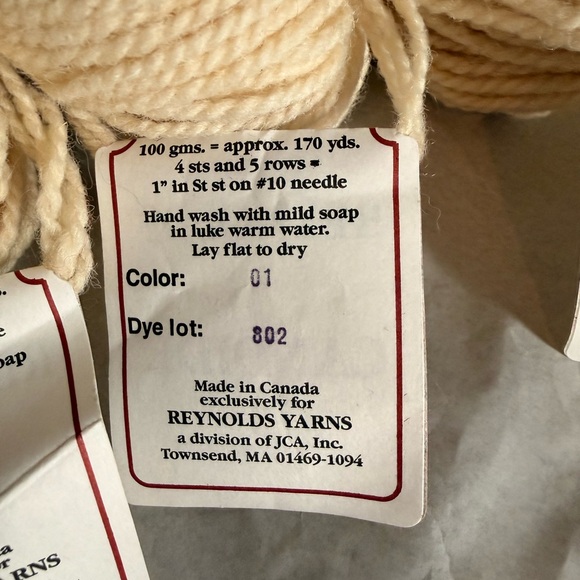 100 gms. = approx. 170 yds.
4 sts and 5 rows =
1" in St st on #10 needle
Hand wash with mild soap
in luke warm water.
Lay flat to dry
Color: 01
Dye lot: 802
Made in Canada
exclusively for
REYNOLDS YARNS
a division of JCA, Inc.
Townsend, MA 01469-1094